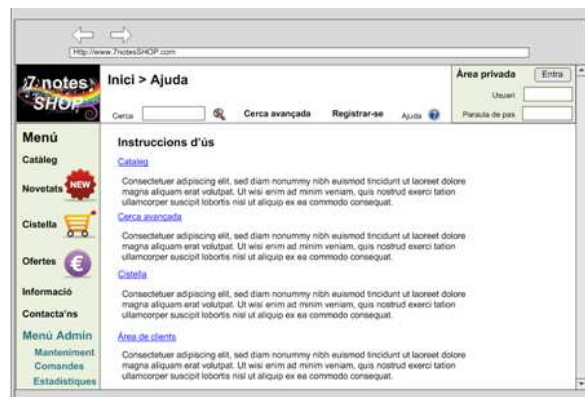 Http://www.7notesSHOP.com
7 notes
SHOP
Inici > Ajuda
Cerca
Cerca avançada
Registrar-se
Ajuda
Àrea privada
Entra
Usuari
Paraula de pas
Menú
Catàleg
Novetats
NEW
Cistella
Ofertes
€
Informació
Contacta'ns
Menú Admin
Manteniment
Comandes
Estadístiques
Instruccions d'ús
Catàleg
Consectetuer adipiscing elit, sed diam nonummy nibh euismod tincidunt ut laoreet dolore
magna aliquam erat volutpat. Ut wisi enim ad minim veniam, quis nostrud exerci tation
ullamcorper suscipit lobortis nisl ut aliquip ex ea commodo consequat.
Cerca avançada
Consectetuer adipiscing elit, sed diam nonummy nibh euismod tincidunt ut laoreet dolore
magna aliquam erat volutpat. Ut wisi enim ad minim veniam, quis nostrud exerci tation
ullamcorper suscipit lobortis nisl ut aliquip ex ea commodo consequat.
Cistella
Consectetuer adipiscing elit, sed diam nonummy nibh euismod tincidunt ut laoreet dolore
magna aliquam erat volutpat. Ut wisi enim ad minim veniam, quis nostrud exerci tation
ullamcorper suscipit lobortis nisl ut aliquip ex ea commodo consequat.
Àrea de clients
Consectetuer adipiscing elit, sed diam nonummy nibh euismod tincidunt ut laoreet dolore
magna aliquam erat volutpat. Ut wisi enim ad minim veniam, quis nostrud exerci tation
ullamcorper suscipit lobortis nisl ut aliquip ex ea commodo consequat.